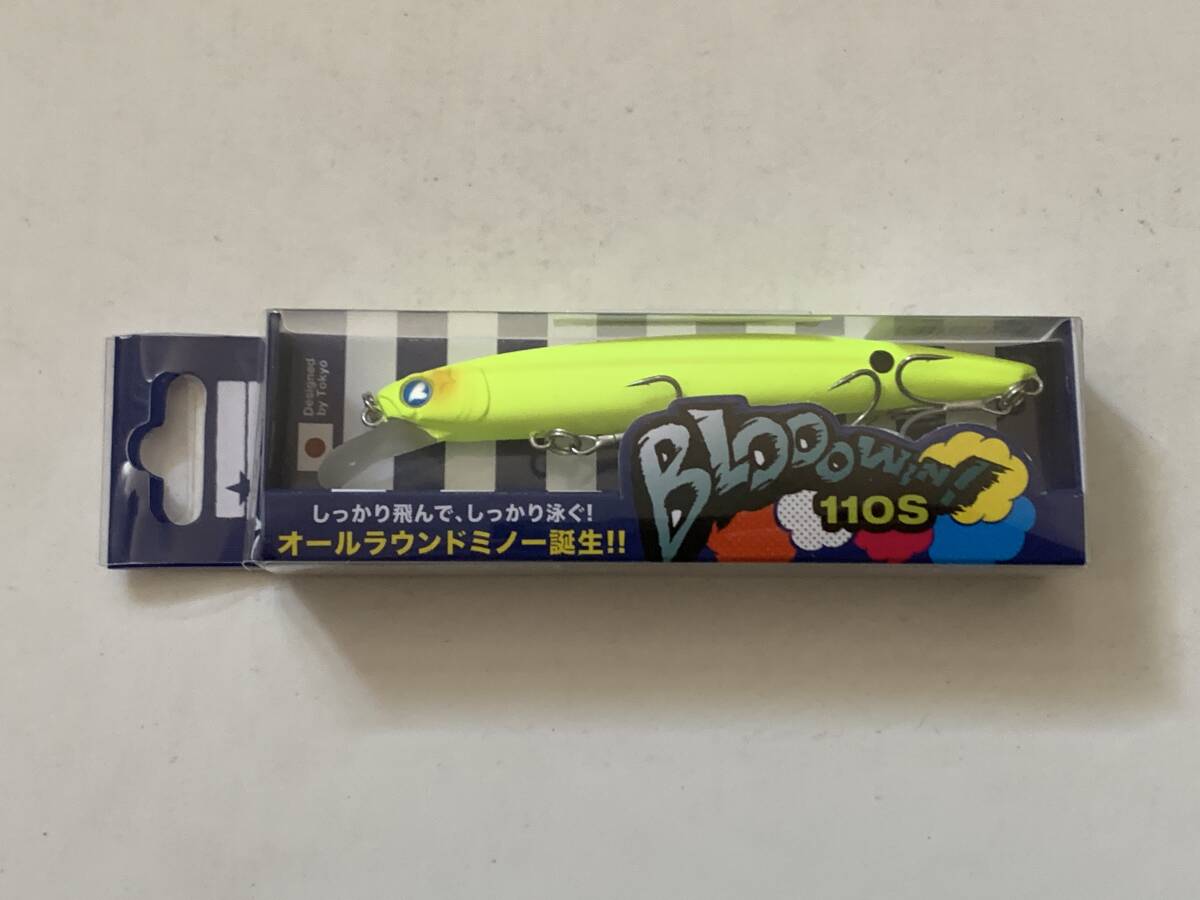 Designed
by Tokyo
しっかり飛んで、しっかり泳ぐ!
オールラウンドミノー誕生!!
BLOOOWIN!
110S